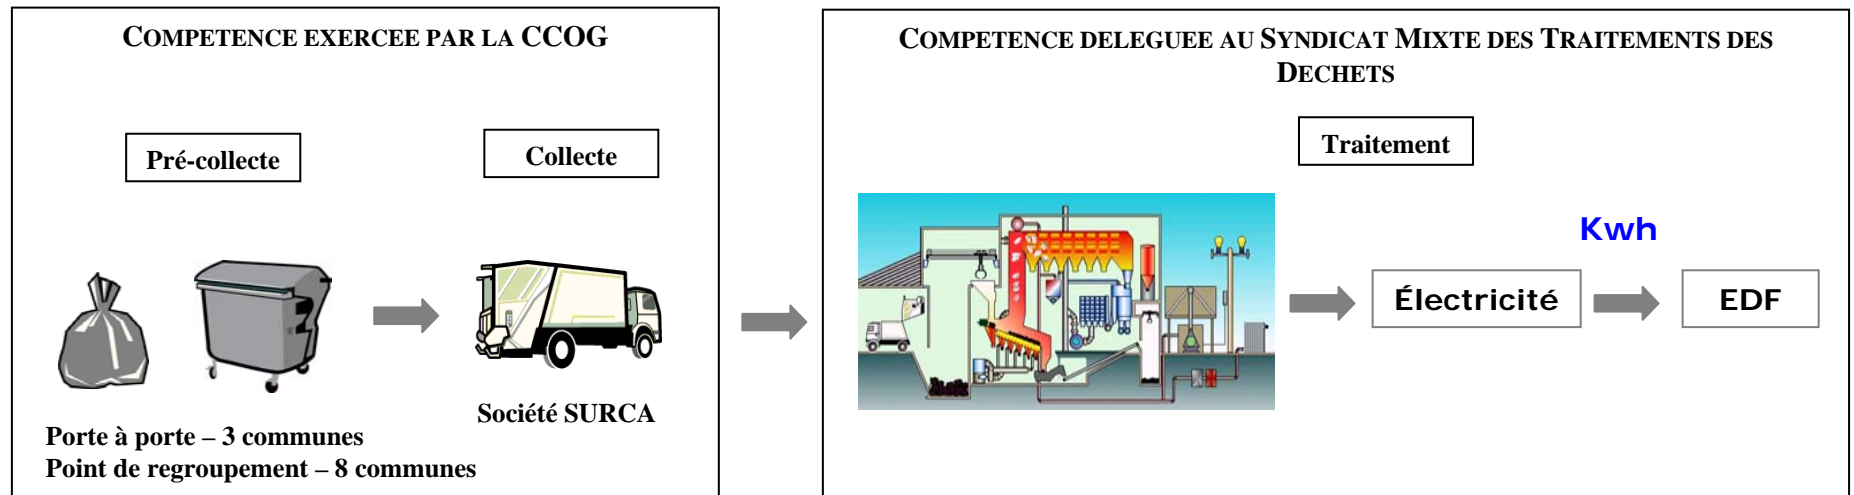 COMPETENCE EXERCEE PAR LA CCOG
Pré-collecte
Collecte
Société SURCA
Porte à porte – 3 communes
Point de regroupement – 8 communes
COMPETENCE DELEGUEE AU SYNDICAT MIXTE DES TRAITEMENTS DES
DECHETS
Traitement
Kwh
Électricité
EDF